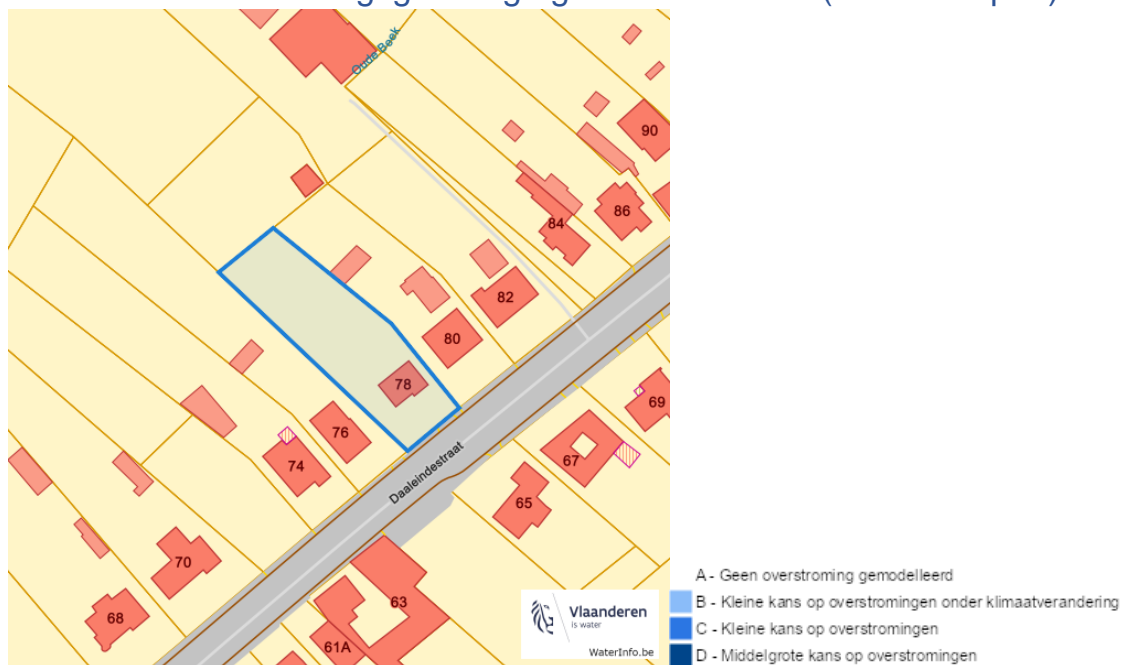 Oude Beek
90
86
84
82
80
78
76
74
70
68
69
67
65
63
61A
Daaleindestraat
Vlaanderen
is water
WaterInfo.be
A - Geen overstroming gemodelleerd
B - Kleine kans op overstromingen onder klimaatverandering
C - Kleine kans op overstromingen
D - Middelgrote kans op overstromingen